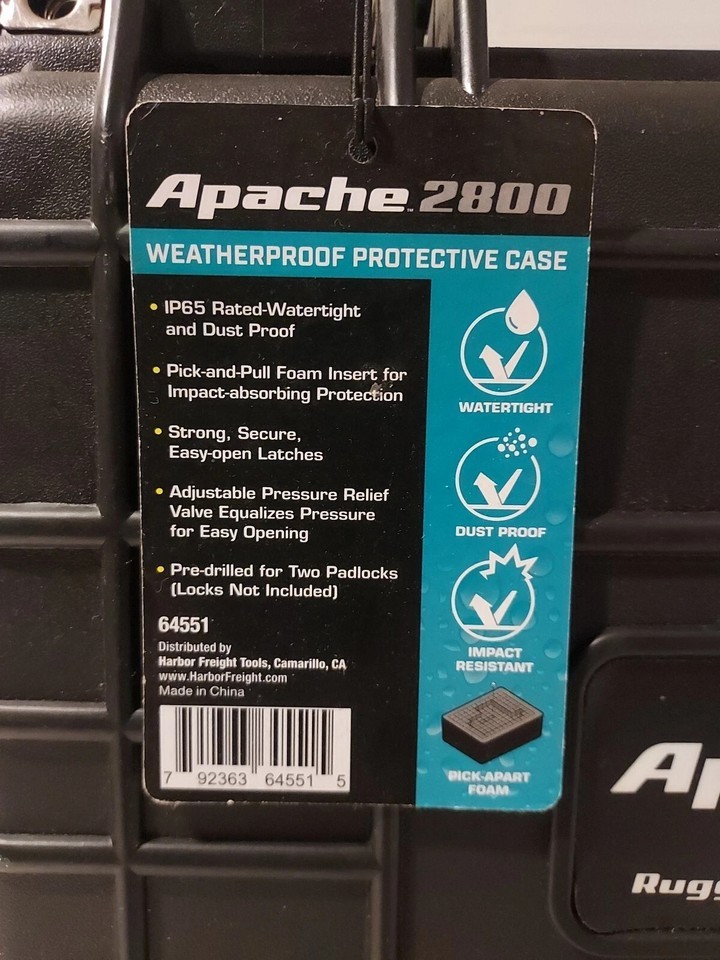 Apache™ 2800
WEATHERPROOF PROTECTIVE CASE
• IP65 Rated-Watertight
and Dust Proof
• Pick-and-Pull Foam Insert for
Impact-absorbing Protection
• Strong, Secure,
Easy-open Latches
• Adjustable Pressure Relief
Valve Equalizes Pressure
for Easy Opening
• Pre-drilled for Two Padlocks
(Locks Not Included)
64551
Distributed by
Harbor Freight Tools, Camarillo, CA
www.HarborFreight.com
Made in China
7 92363 64551 5
WATERTIGHT
DUST PROOF
IMPACT
RESISTANT
PICK-APART
FOAM
Ap
Rugg